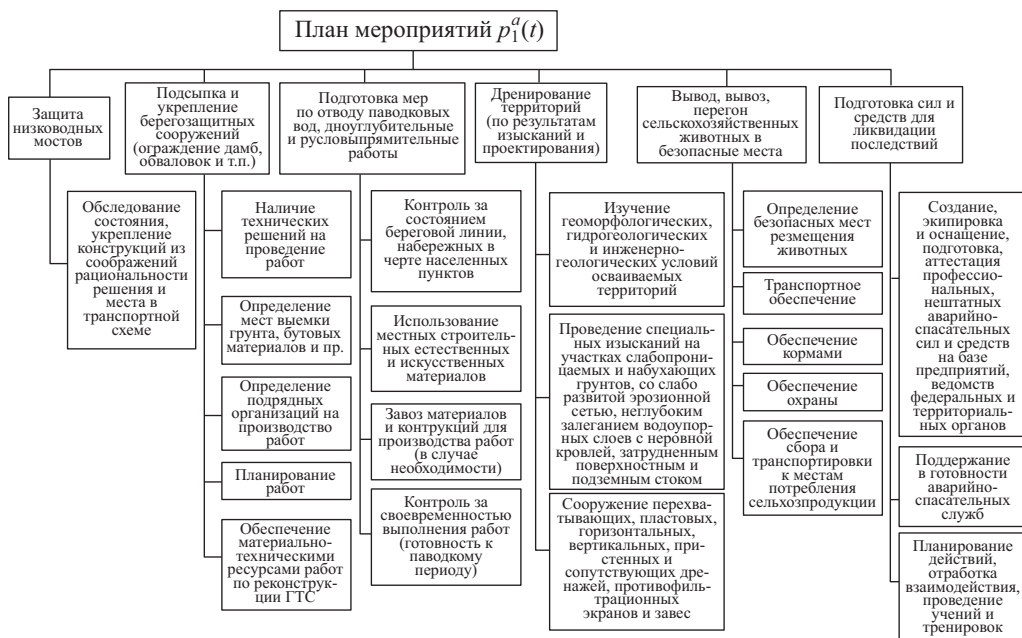 План мероприятий p₁ᵃ(t)
Защита
низководных
мостов
Обследование
состояния,
укрепление
конструкций из
соображений
рациональности
решения и
места в
транспортной
схеме
Подсыпка и
укрепление
берегозащитных
сооружений
(ограждение дамб,
обваловок и т.п.)
Наличие
технических
решений на
проведение
работ
Определение
мест выемки
грунта, бутовых
материалов и пр.
Определение
подрядных
организаций на
производство
работ
Планирование
работ
Обеспечение
материально-
техническими
ресурсами работ
по реконструк-
ции ГТС
Подготовка мер
по отводу паводковых
вод, дноуглубительные
и русловыпрямительные
работы
Контроль за
состоянием
береговой линии,
набережных в
черте населенных
пунктов
Использование
местных строитель-
ных естественных
и искусственных
материалов
Завоз материалов
и контрукций для
производства работ
(в случае
необходимости)
Контроль за
своевременностью
выполнения работ
(готовность к
паводкому
периоду)
Дренирование
территорий
(по результатам
изысканий и
проектирования)
Изучение
геоморфологических,
гидрогеологических
и инженерно-
геологических условий
осваиваемых
территорий
Проведение специаль-
ных изысканий на
участках слабопрони-
цаемых и набухающих
грунтов, со слабо
развитой эрозионной
сетью, неглубоким
залеганием водоупор-
ных слоев с неровной
кровлей, затрудненным
поверхностным и
подземным стоком
Сооружение перехва-
тывающих, пластовых,
горизонтальных,
вертикальных, при-
стенных и
сопутствующих дре-
нажей, противофиль-
трационных
экранов и завес
Вывод, вывоз,
перегон
сельскохозяйственных
животных в
безопасные места
Определение
безопасных мест
резмещения
животных
Транспортное
обеспечение
Обеспечение
кормами
Обеспечение
охраны
Обеспечение
сбора и
транспортировки
к местам
потребления
сельхозпродукции
Подготовка сил и
средств для
ликвидации
последствий
Создание,
экипировка
и оснащение,
подготовка,
аттестация
профессио-
нальных,
нештатных
аварийно-
спасательных
сил и средств
на базе
предприятий,
ведомств
федеральных и
территориаль-
ных органов
Поддержание
в готовности
аварийно-
спасательных
служб
Планирование
действий,
отработка
взаимодействия,
проведение
учений и
тренировок